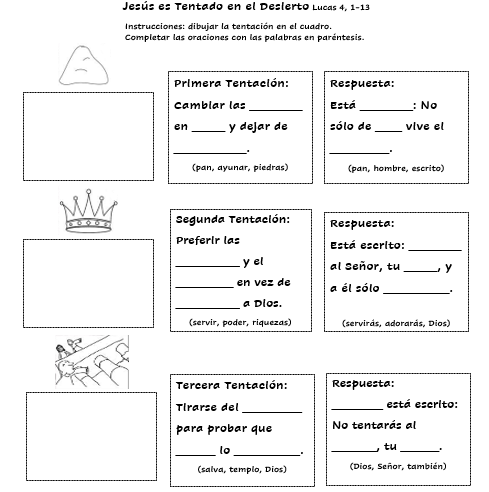 Jesús es Tentado en el Desierto Lucas 4, 1-13
Instrucciones: dibujar la tentación en el cuadro.
Completar las oraciones con las palabras en paréntesis.
Primera Tentación:
Cambiar las ________
en _____ y dejar de
___________.
(pan, ayunar, piedras)
Respuesta:
Está ________: No
sólo de ____ vive el
_________.
(pan, hombre, escrito)
Segunda Tentación:
Preferir las
__________ y el
_________ en vez de
__________ a Dios.
(servir, poder, riquezas)
Respuesta:
Está escrito: ________
al Señor, tu _____, y
a él sólo __________.
(servirás, adorarás, Dios)
Tercera Tentación:
Tirarse del _________
para probar que
______ lo __________.
(salva, templo, Dios)
Respuesta:
________ está escrito:
No tentarás al
_______, tu ______.
(Dios, Señor, también)